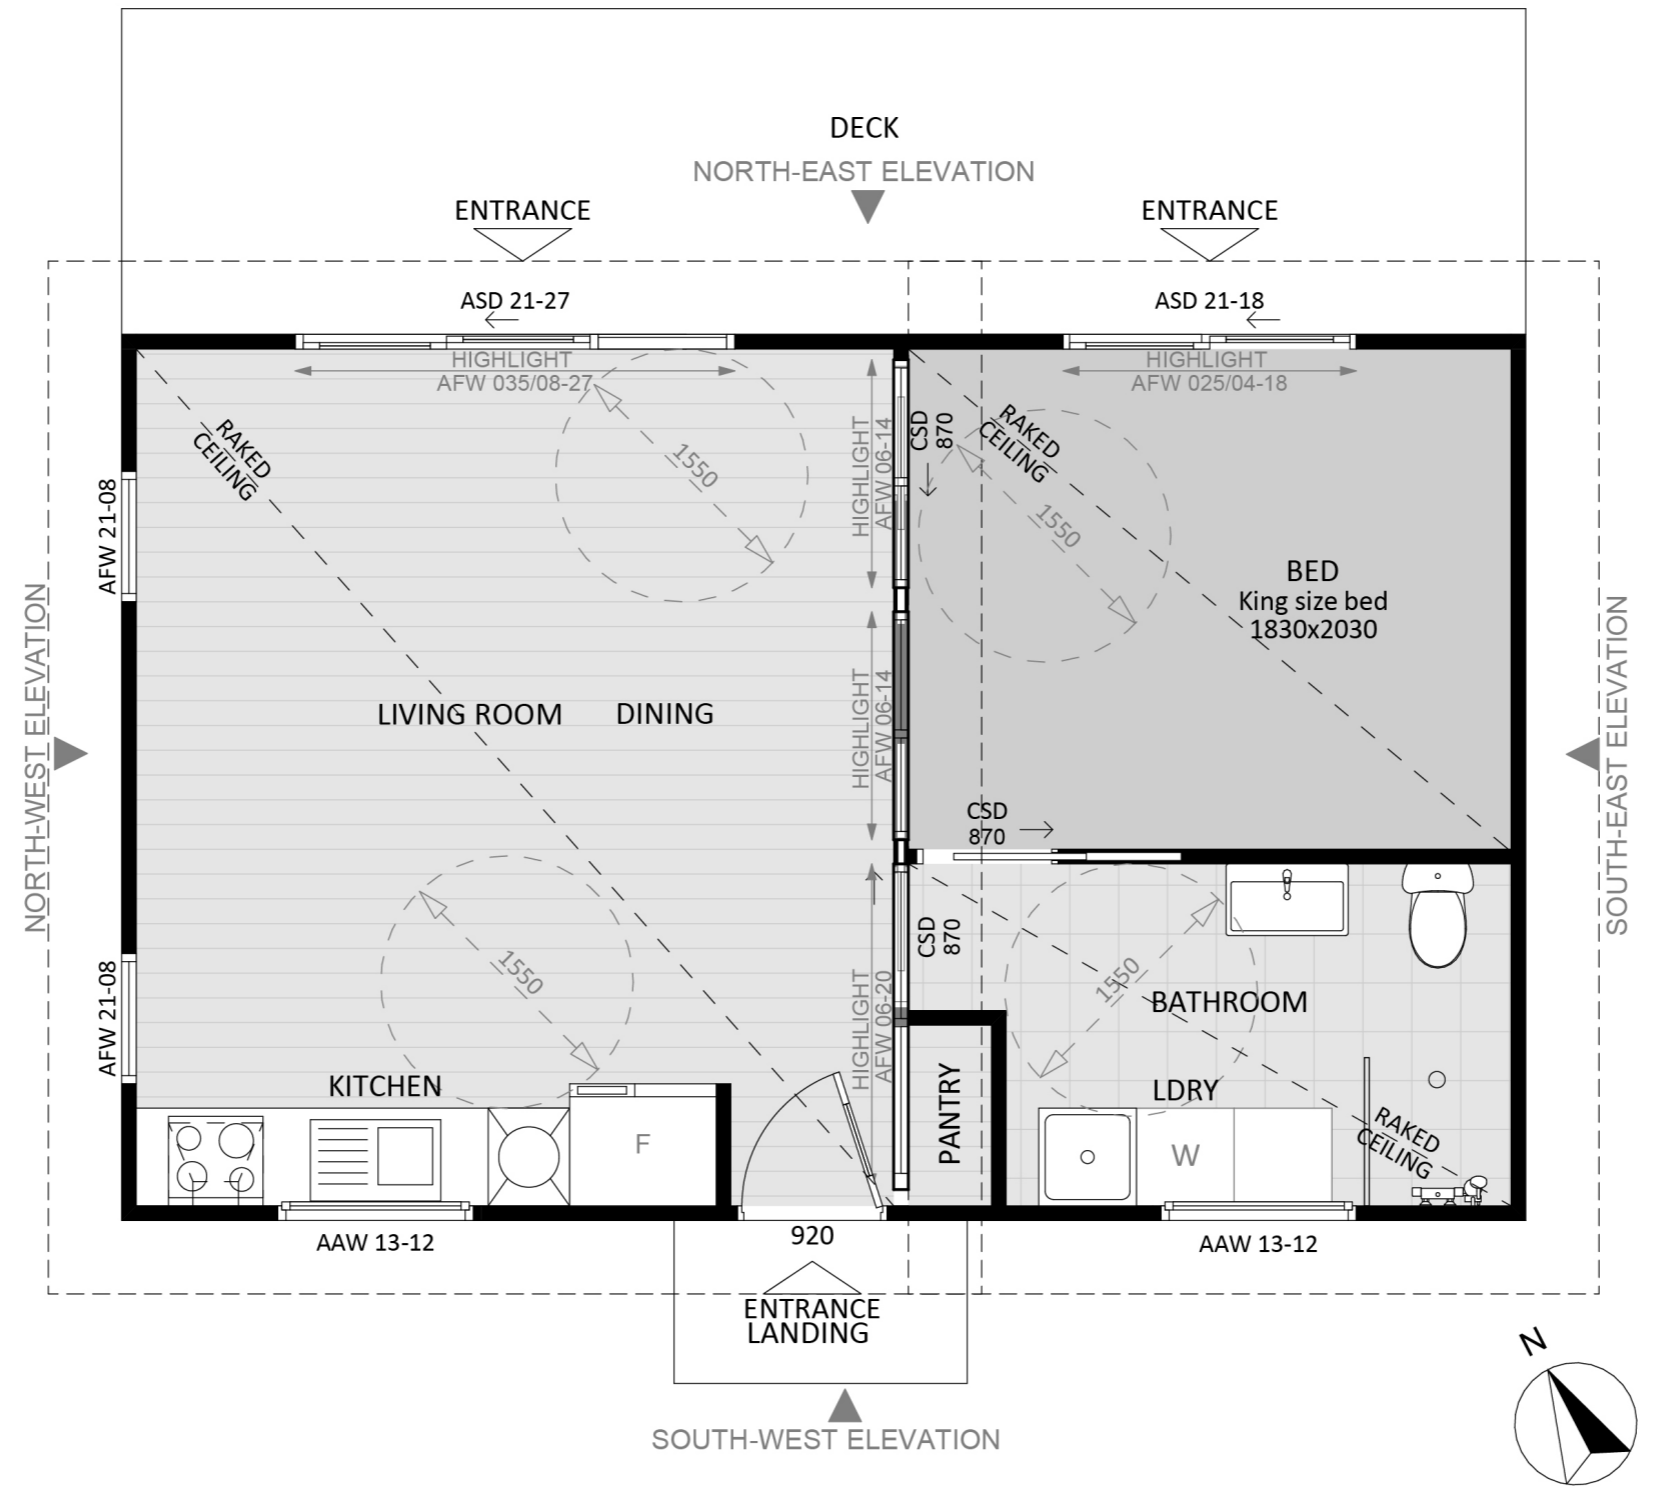 DECK
NORTH-EAST ELEVATION
ENTRANCE
ENTRANCE
ASD 21-27
ASD 21-18
HIGHLIGHT
AFW 035/08-27
HIGHLIGHT
AFW 025/04-18
RAKED
CEILING
1550
HIGHLIGHT
AFW 06-14
CSD
870
RAKED
CEILING
1550
AFW 21-08
BED
King size bed
1830x2030
NORTH-WEST ELEVATION
LIVING ROOM
DINING
HIGHLIGHT
AFW 06-14
SOUTH-EAST ELEVATION
CSD
870
AFW 21-08
1550
HIGHLIGHT
AFW 06-20
CSD
870
1550
BATHROOM
KITCHEN
LDRY
PANTRY
RAKED
CEILING
F
W
AAW 13-12
920
AAW 13-12
ENTRANCE
LANDING
N
SOUTH-WEST ELEVATION